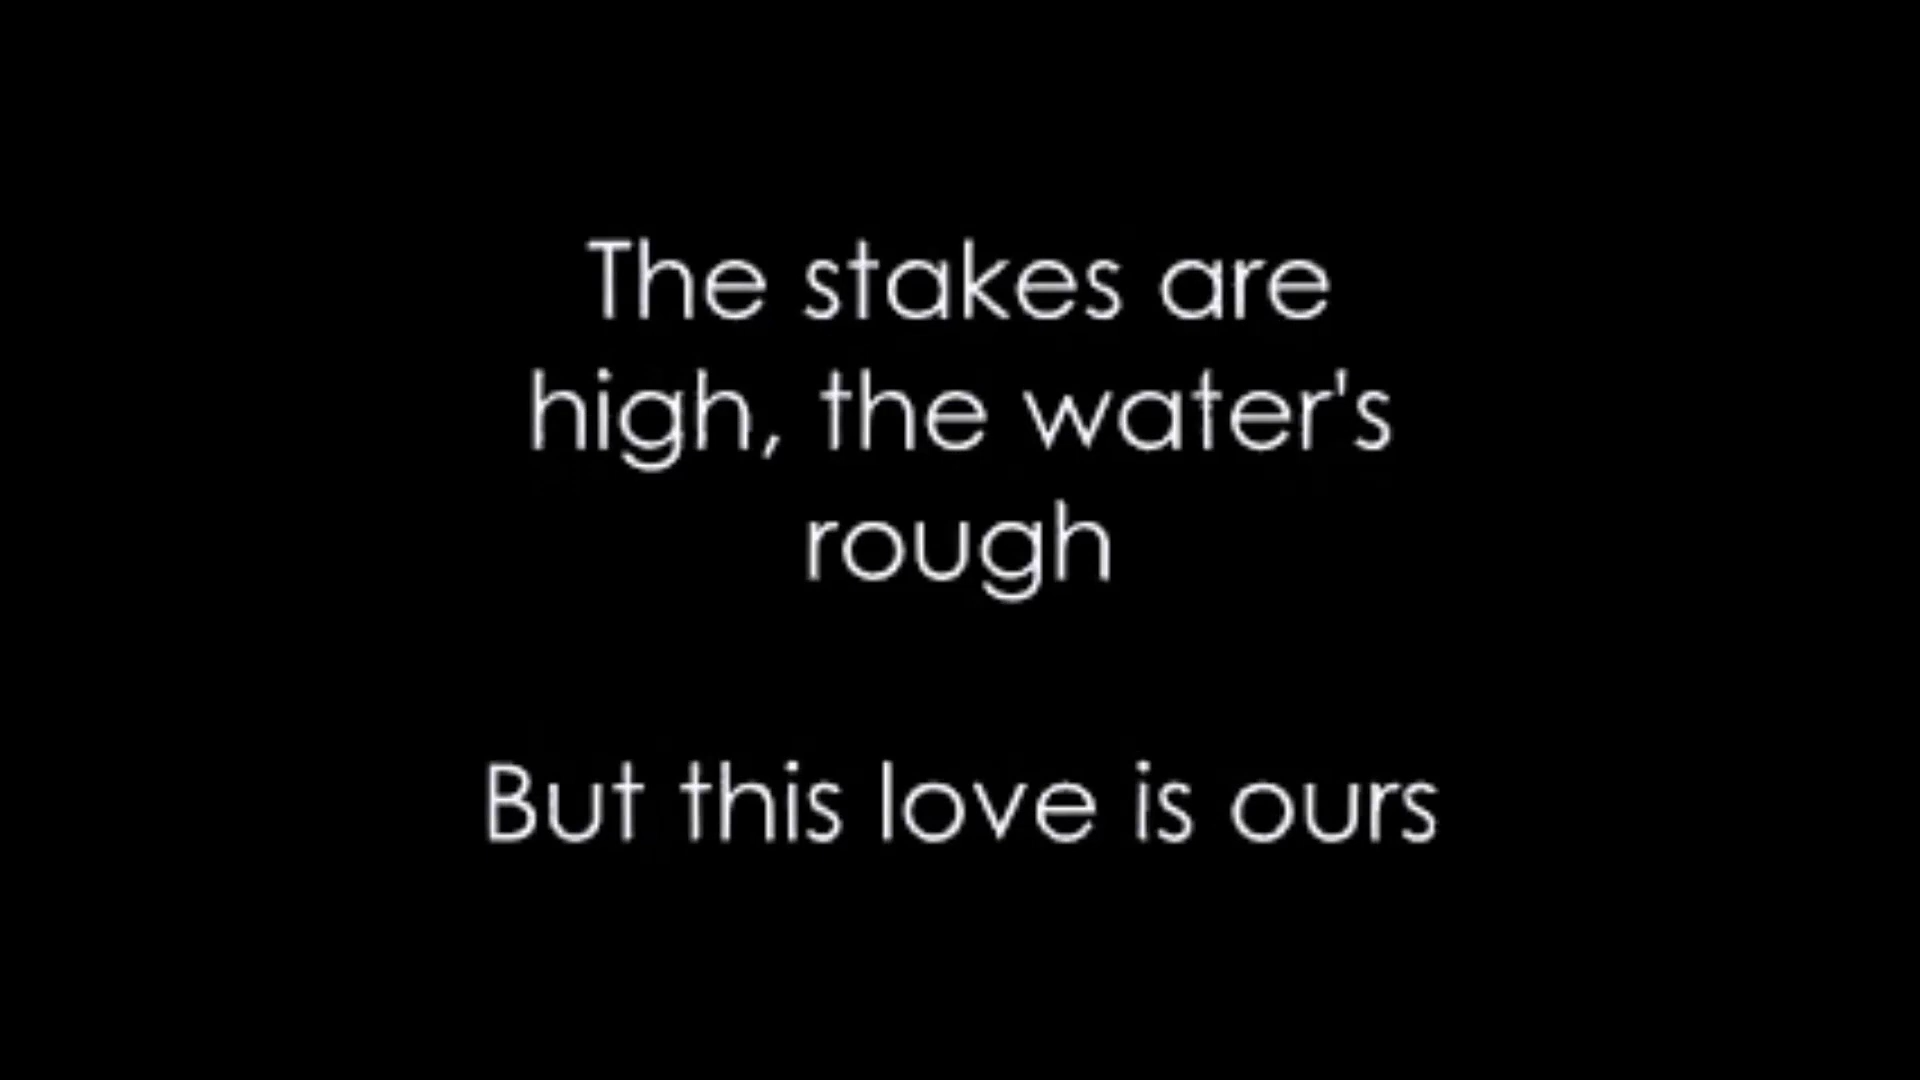 The stakes are
high, the water's
rough
But this love is ours